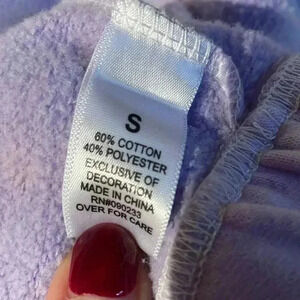 S
60% COTTON
40% POLYESTER
EXCLUSIVE OF
DECORATION
MADE IN CHINA
RN#090233
OVER FOR CARE